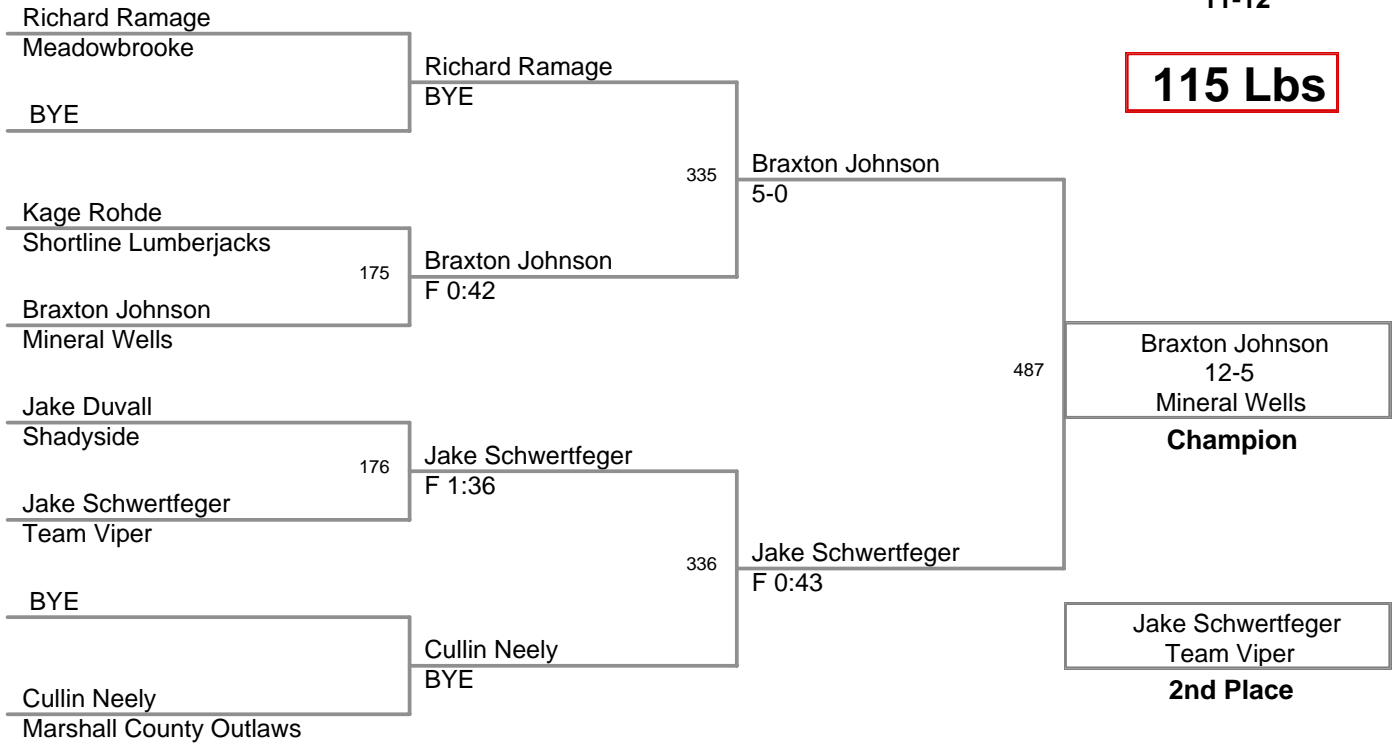 11-12
115 Lbs
Richard Ramage
Meadowbrooke
BYE
Richard Ramage
BYE
Kage Rohde
Shortline Lumberjacks
175
Braxton Johnson
Mineral Wells
Braxton Johnson
F 0:42
335
Braxton Johnson
5-0
Jake Duvall
Shadyside
176
Jake Schwertfeger
Team Viper
Jake Schwertfeger
F 1:36
BYE
Cullin Neely
Marshall County Outlaws
Cullin Neely
BYE
336
Jake Schwertfeger
F 0:43
487
Braxton Johnson
12-5
Mineral Wells
Champion
Jake Schwertfeger
Team Viper
2nd Place